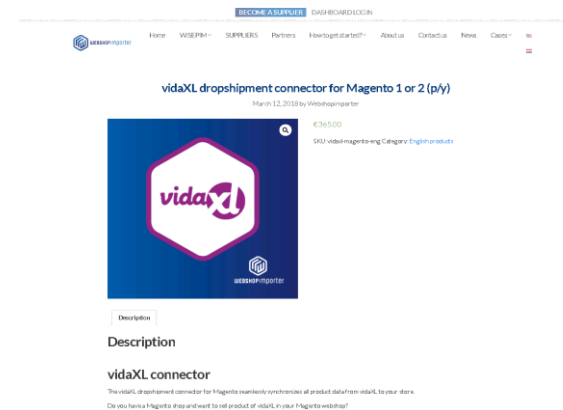 BECOME A SUPPLIER DASHBOARD LOGIN
WEBSHOPimporter Home WISEPIM SUPPLIERS Partners How to get started? About us Contact us News Cases
vidaXL dropshipment connector for Magento 1 or 2 (p/y)
March 12, 2018 by Webshopimporter
€365.00
SKU: vidaxl-magento-eng Category: English products
vidaXL
WEBSHOPimporter
Description
Description
vidaXL connector
The vidaXL dropshipment connector for Magento seamlessly synchronizes all product data from vidaXL to your store.
Do you have a Magento shop and want to sell product of vidaXL in your Magento webshop?